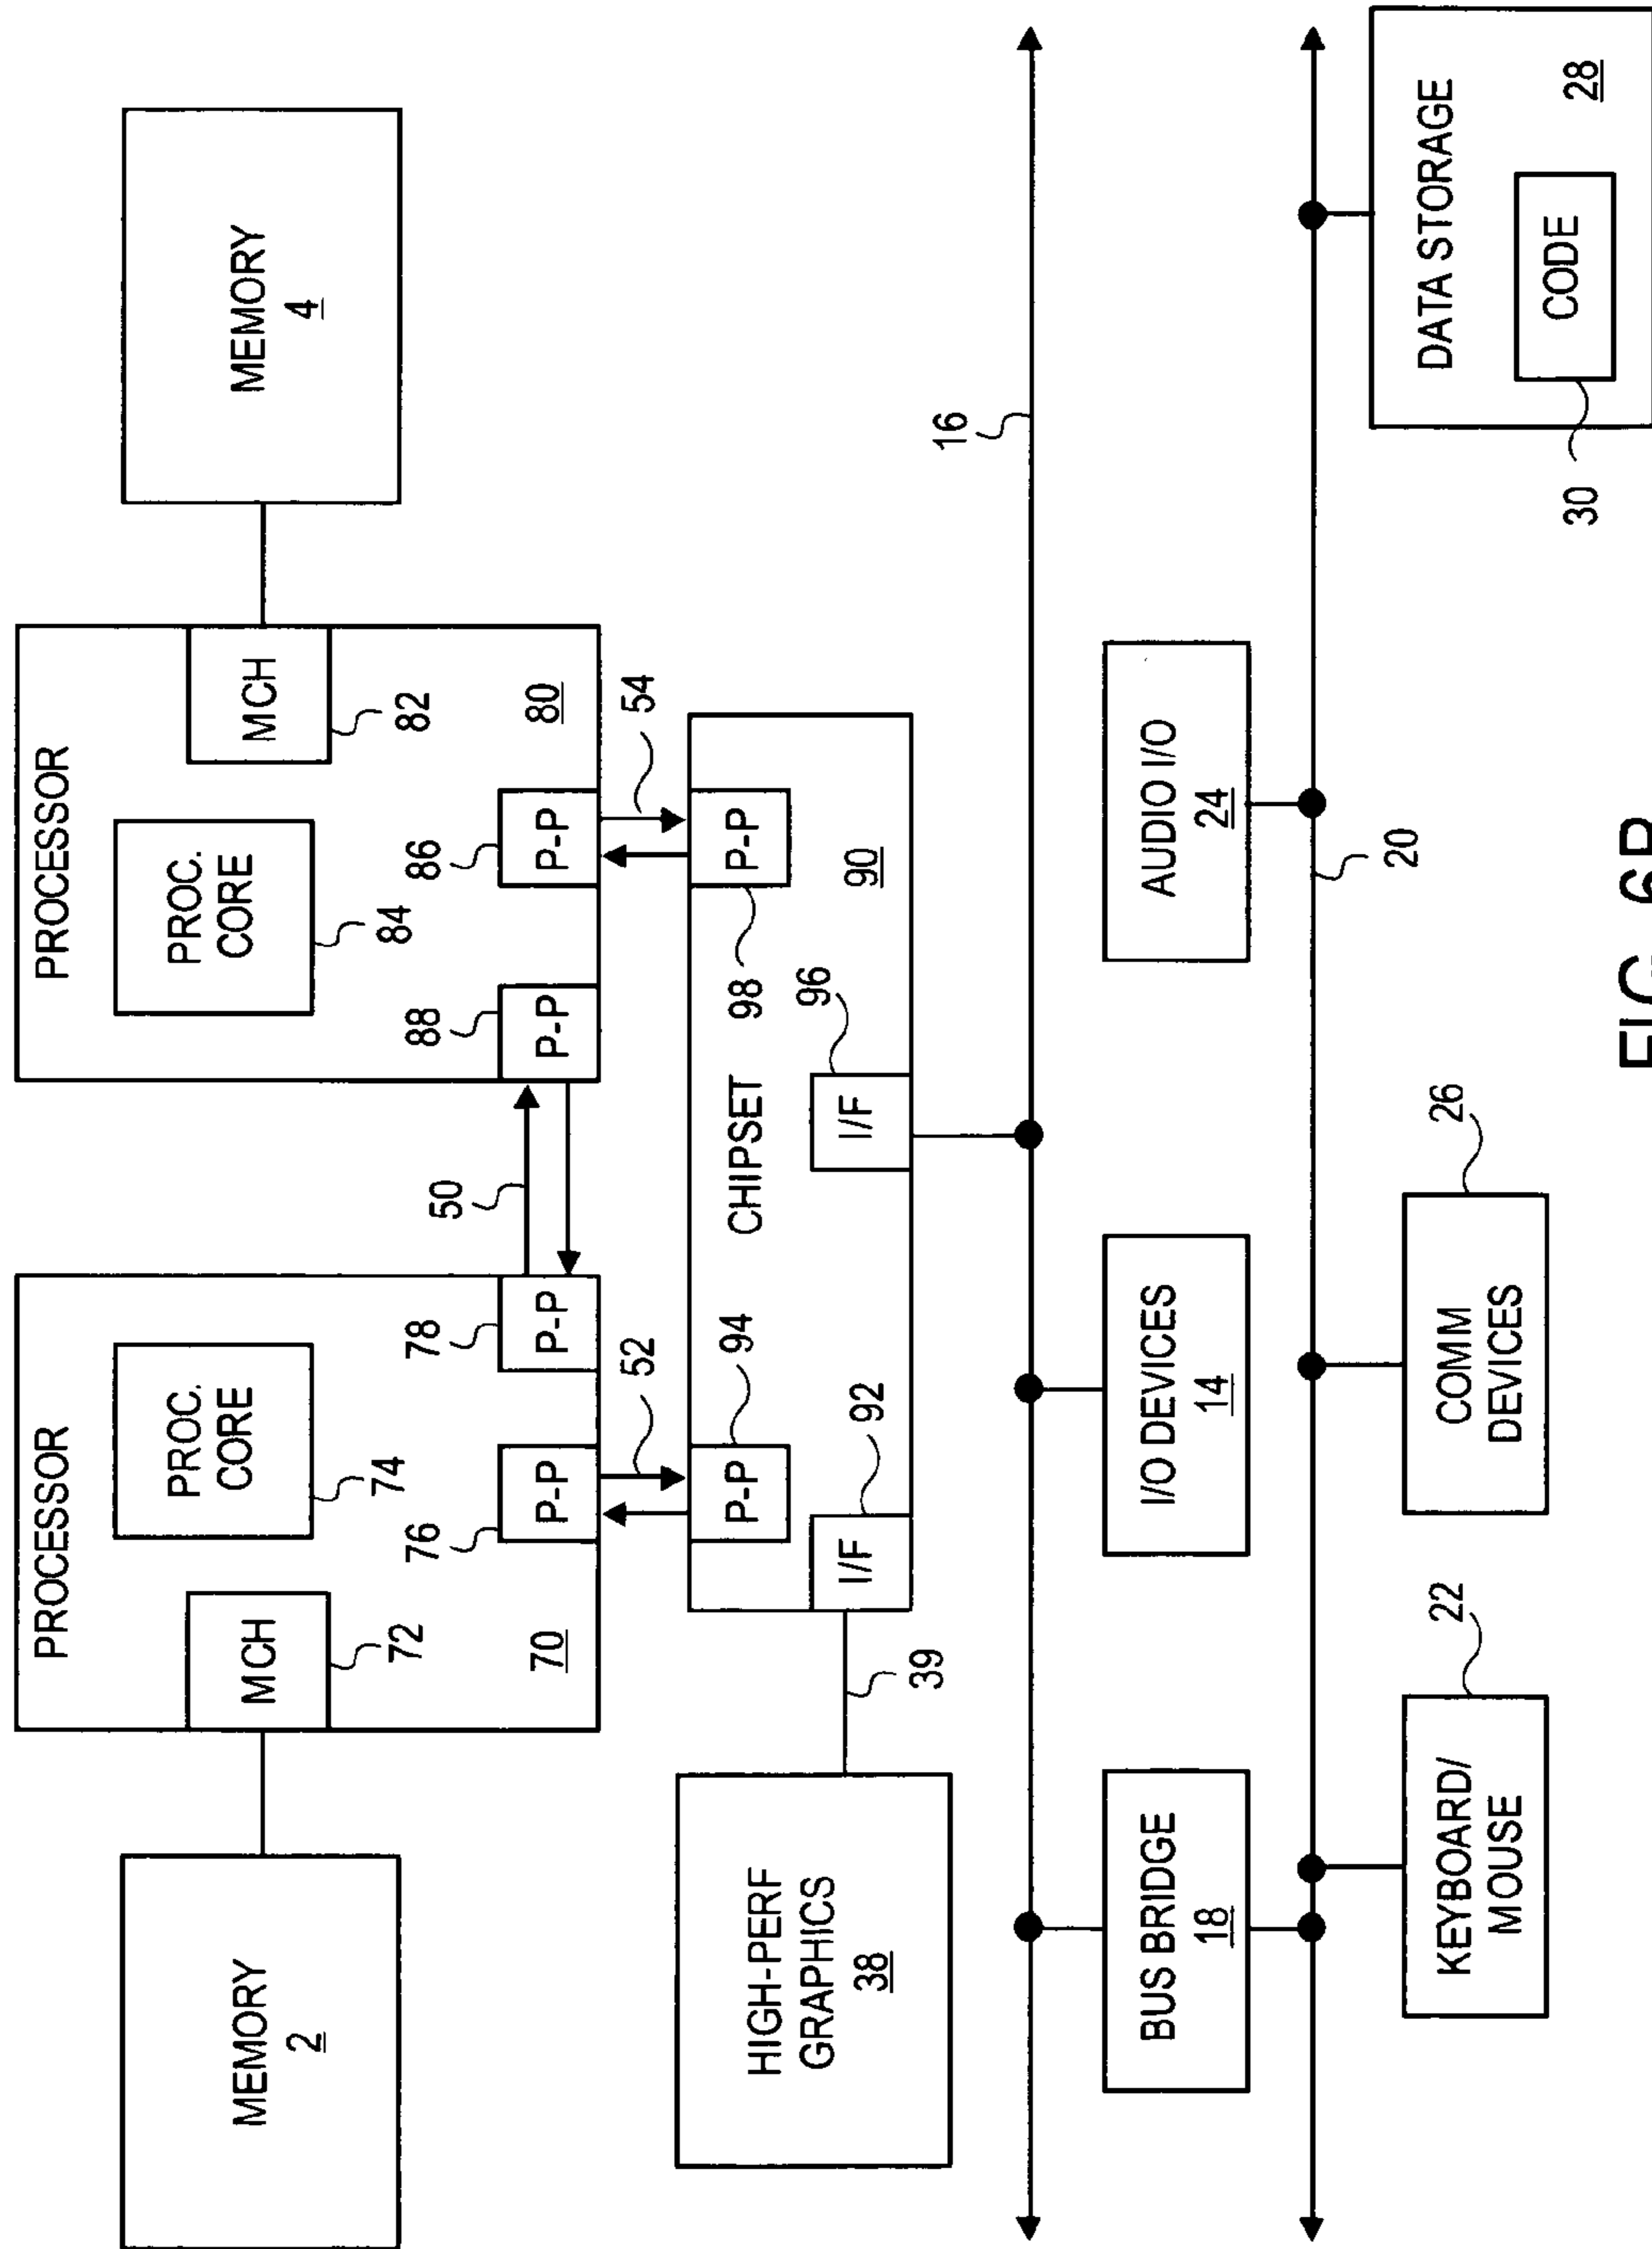 PROCESSOR
PROCESSOR
MEMORY
2
MCH
72
PROC.
CORE
74
70
76
P-P
78
P-P
50
PROC.
CORE
84
MCH
82
80
88
P-P
86
P-P
MEMORY
4
52
54
HIGH-PERF
GRAPHICS
38
39
P-P
94
CHIPSET
98
P-P
90
I/F
92
I/F
96
16
BUS BRIDGE
18
I/O DEVICES
14
AUDIO I/O
24
20
KEYBOARD/
MOUSE
22
COMM
DEVICES
26
DATA STORAGE
CODE
30
28
FIG. 6B